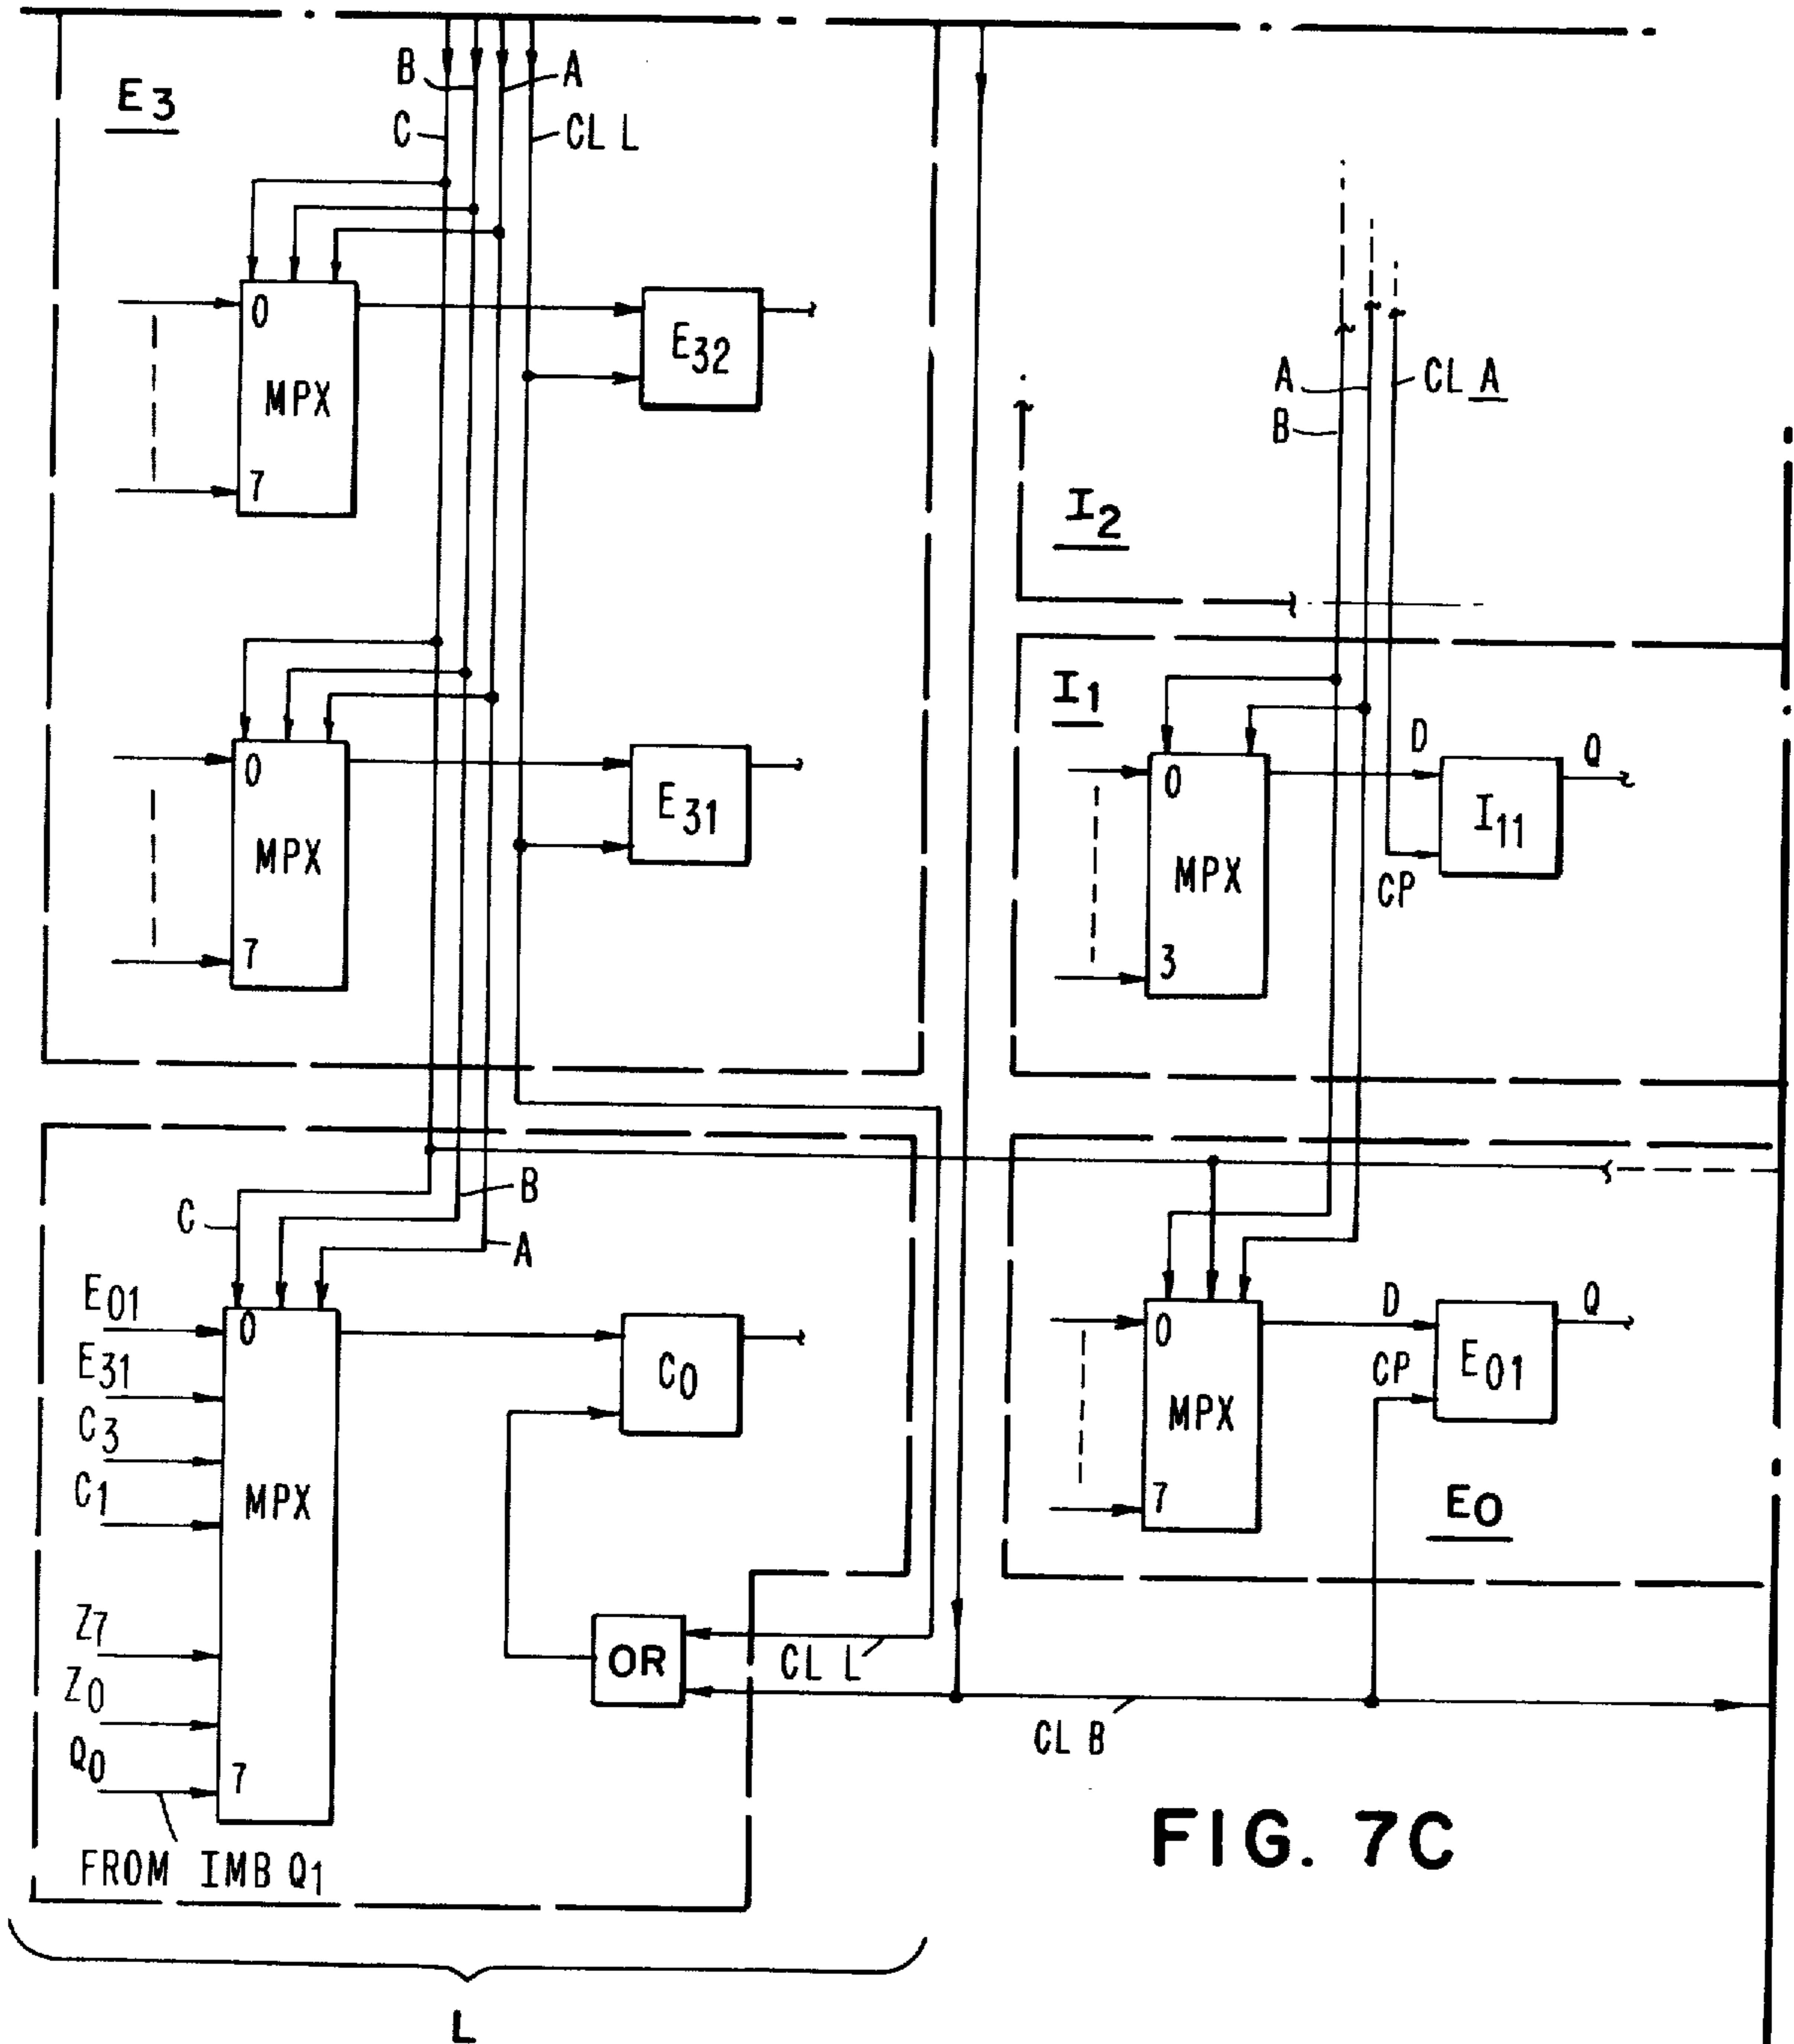 B
A
E3
C
CL L
0
MPX
7
E32
A
CL A
B
I2
0
MPX
7
E31
I1
D
Q
0
MPX
3
I11
CP
C
B
A
E01
E31
C3
C1
Z7
Z0
Q0
0
MPX
7
C0
OR
CL L
FROM IMB Q1
D
Q
0
MPX
7
CP
E01
E0
CL B
FIG. 7C
L